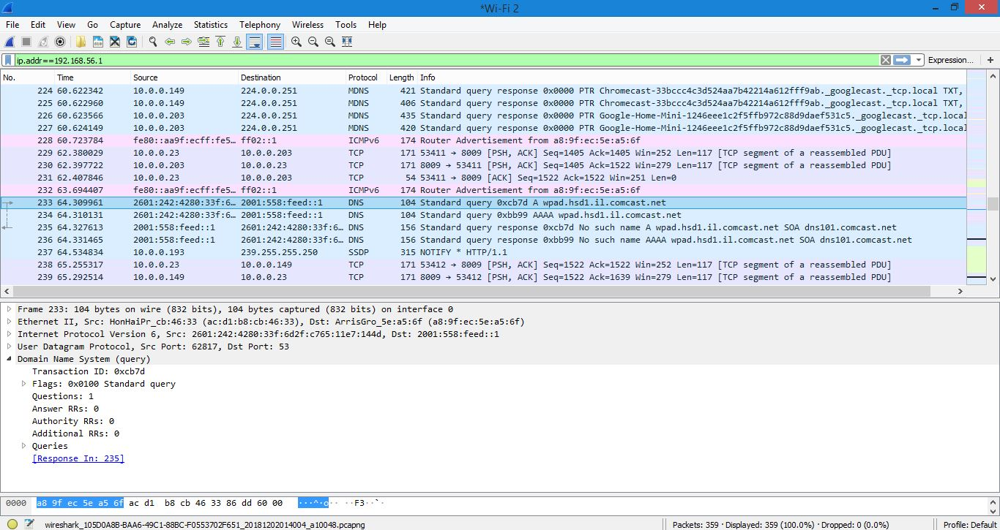 *Wi-Fi 2
File Edit View Go Capture Analyze Statistics Telephony Wireless Tools Help
ip.addr==192.168.56.1 Expression... +
No. Time Source Destination Protocol Length Info
224 60.622342 10.0.0.149 224.0.0.251 MDNS 421 Standard query response 0x0000 PTR Chromecast-33bccc4c3d524aa7b42214a612fff9ab._googlecast._tcp.local TXT,
225 60.622960 10.0.0.149 224.0.0.251 MDNS 406 Standard query response 0x0000 PTR Chromecast-33bccc4c3d524aa7b42214a612fff9ab._googlecast._tcp.local TXT,
226 60.623566 10.0.0.203 224.0.0.251 MDNS 435 Standard query response 0x0000 PTR Google-Home-Mini-1246eee1c2f5ffb972c88d9daef531c5._googlecast._tcp.local
227 60.624149 10.0.0.203 224.0.0.251 MDNS 420 Standard query response 0x0000 PTR Google-Home-Mini-1246eee1c2f5ffb972c88d9daef531c5._googlecast._tcp.local
228 60.723784 fe80::aa9f:ecff:fe5... ff02::1 ICMPv6 174 Router Advertisement from a8:9f:ec:5e:a5:6f
229 62.380029 10.0.0.23 10.0.0.203 TCP 171 53411 → 8009 [PSH, ACK] Seq=1405 Ack=1405 Win=252 Len=117 [TCP segment of a reassembled PDU]
230 62.397722 10.0.0.203 10.0.0.23 TCP 171 8009 → 53411 [PSH, ACK] Seq=1405 Ack=1522 Win=279 Len=117 [TCP segment of a reassembled PDU]
231 62.407846 10.0.0.23 10.0.0.203 TCP 54 53411 → 8009 [ACK] Seq=1522 Ack=1522 Win=251 Len=0
232 63.694407 fe80::aa9f:ecff:fe5... ff02::1 ICMPv6 174 Router Advertisement from a8:9f:ec:5e:a5:6f
233 64.309961 2601:242:4280:33f:6... 2001:558:feed::1 DNS 104 Standard query 0xcb7d A wpad.hsd1.il.comcast.net
234 64.310131 2601:242:4280:33f:6... 2001:558:feed::1 DNS 104 Standard query 0xbb99 AAAA wpad.hsd1.il.comcast.net
235 64.327613 2001:558:feed::1 2601:242:4280:33f:6... DNS 156 Standard query response 0xcb7d No such name A wpad.hsd1.il.comcast.net SOA dns101.comcast.net
236 64.331465 2001:558:feed::1 2601:242:4280:33f:6... DNS 156 Standard query response 0xbb99 No such name AAAA wpad.hsd1.il.comcast.net SOA dns101.comcast.net
237 64.534834 10.0.0.193 239.255.255.250 SSDP 315 NOTIFY * HTTP/1.1
238 65.255317 10.0.0.23 10.0.0.149 TCP 171 53412 → 8009 [PSH, ACK] Seq=1522 Ack=1522 Win=252 Len=117 [TCP segment of a reassembled PDU]
239 65.292514 10.0.0.149 10.0.0.23 TCP 171 8009 → 53412 [PSH, ACK] Seq=1522 Ack=1639 Win=279 Len=117 [TCP segment of a reassembled PDU]
Frame 233: 104 bytes on wire (832 bits), 104 bytes captured (832 bits) on interface 0
Ethernet II, Src: HonHaiPr_cb:46:33 (ac:d1:b8:cb:46:33), Dst: ArrisGro_5e:a5:6f (a8:9f:ec:5e:a5:6f)
Internet Protocol Version 6, Src: 2601:242:4280:33f:6d2f:c765:11e7:144d, Dst: 2001:558:feed::1
User Datagram Protocol, Src Port: 62817, Dst Port: 53
Domain Name System (query)
Transaction ID: 0xcb7d
Flags: 0x0100 Standard query
Questions: 1
Answer RRs: 0
Authority RRs: 0
Additional RRs: 0
Queries
[Response In: 235]
0000 a8 9f ec 5e a5 6f ac d1 b8 cb 46 33 86 dd 60 00 ···^·o·· ··F3··`·
wireshark_105D0A8B-BAA6-49C1-88BC-F0553702F651_20181202014004_a10048.pcapng Packets: 359 · Displayed: 359 (100.0%) · Dropped: 0 (0.0%) Profile: Default